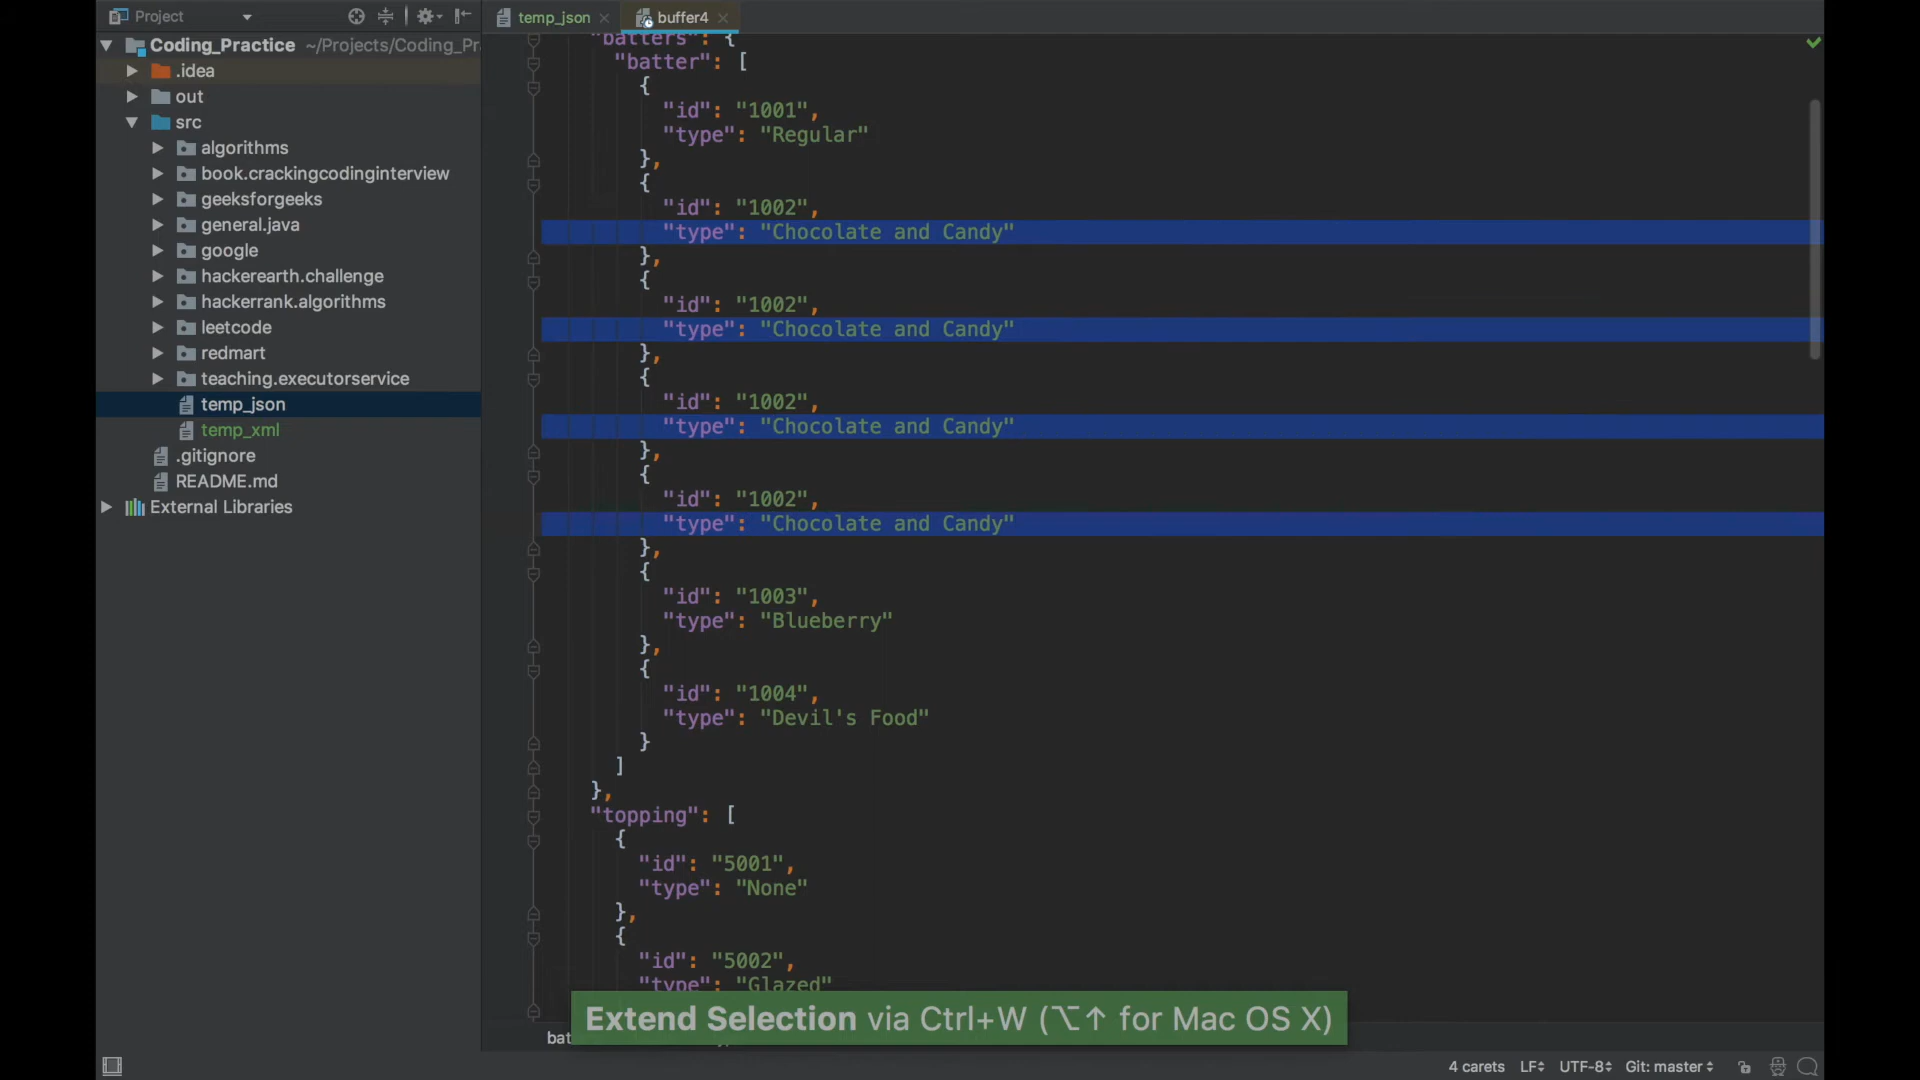 Project
Coding_Practice ~/Projects/Coding_Pr
.idea
out
src
algorithms
book.crackingcodinginterview
geeksforgeeks
general.java
google
hackerearth.challenge
hackerrank.algorithms
leetcode
redmart
teaching.executorservice
temp_json
temp_xml
.gitignore
README.md
External Libraries
temp_json
buffer4
"batters": {
"batter": [
{
"id": "1001",
"type": "Regular"
},
{
"id": "1002",
"type": "Chocolate and Candy"
},
{
"id": "1002",
"type": "Chocolate and Candy"
},
{
"id": "1002",
"type": "Chocolate and Candy"
},
{
"id": "1002",
"type": "Chocolate and Candy"
},
{
"id": "1003",
"type": "Blueberry"
},
{
"id": "1004",
"type": "Devil's Food"
}
]
},
"topping": [
{
"id": "5001",
"type": "None"
},
{
"id": "5002",
"type": "Glazed"
Extend Selection via Ctrl+W (⌥↑ for Mac OS X)
bat
4 carets LF UTF-8 Git: master